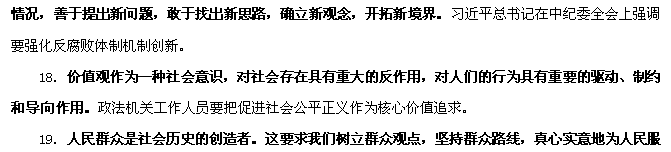 情况，善于提出新问题，敢于找出新思路，确立新观念，开拓新境界。习近平总书记在中纪委全会上强调
要强化反腐败体制机制创新。
18. 价值观作为一种社会意识，对社会存在具有重大的反作用，对人们的行为具有重要的驱动、制约
和导向作用。政法机关工作人员要把促进社会公平正义作为核心价值追求。
19. 人民群众是社会历史的创造者。这要求我们树立群众观点，坚持群众路线，真心实意地为人民服